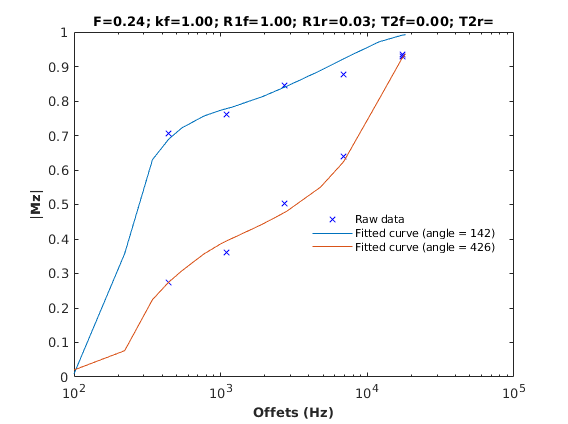 F=0.24; kf=1.00; R1f=1.00; R1r=0.03; T2f=0.00; T2r=
|Mz|
1
0.9
0.8
0.7
0.6
0.5
0.4
0.3
0.2
0.1
0
Raw data
Fitted curve (angle = 142)
Fitted curve (angle = 426)
10^2 10^3 10^4 10^5
Offets (Hz)